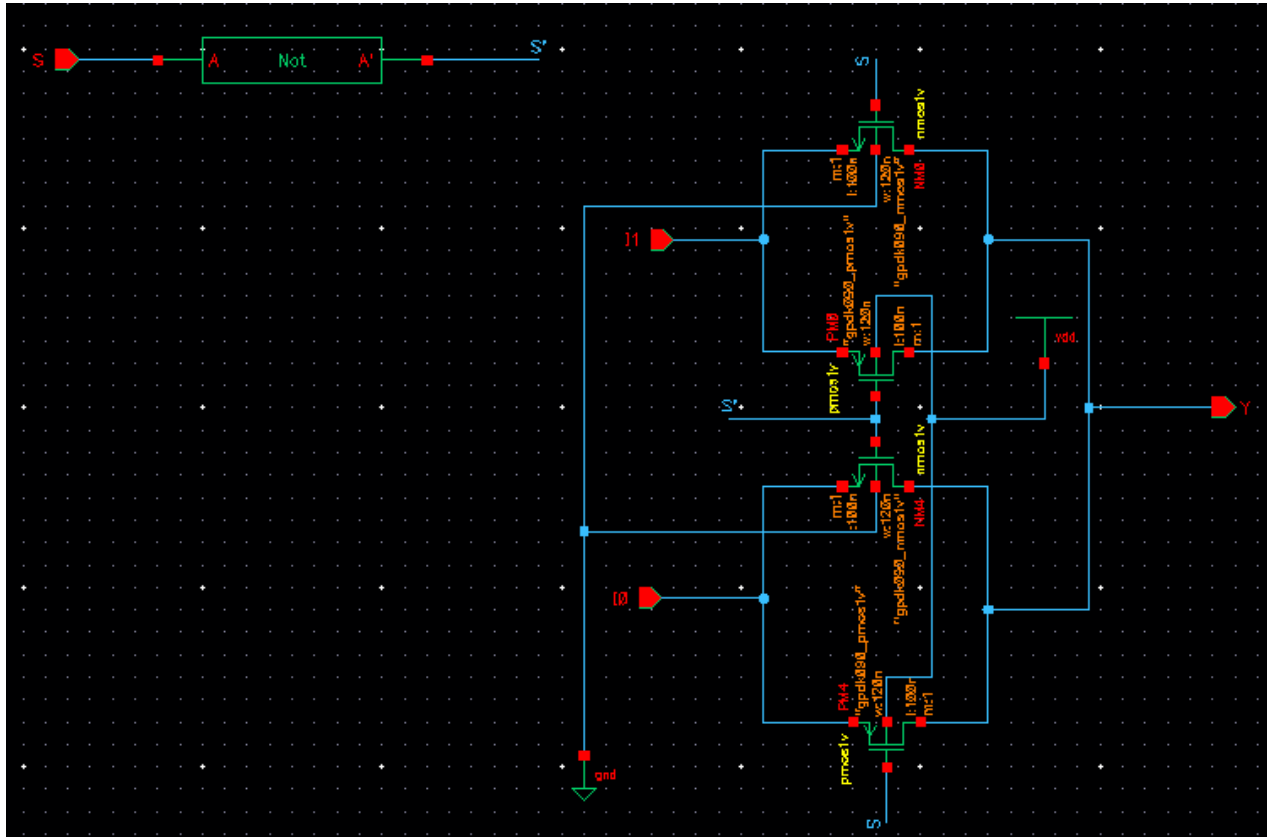 S
A Not A'
S'
S
nmos1v
m:1
l:100n
w:120n
"gpdk090_nmos1v"
NM0
I1
PM0
"gpdk090_pmos1v"
w:120n
l:100n
m:1
pmos1v
vdd
S'
Y
nmos1v
m:1
l:100n
w:120n
"gpdk090_nmos1v"
NM4
I0
PM4
"gpdk090_pmos1v"
w:120n
l:100n
m:1
pmos1v
gnd
S